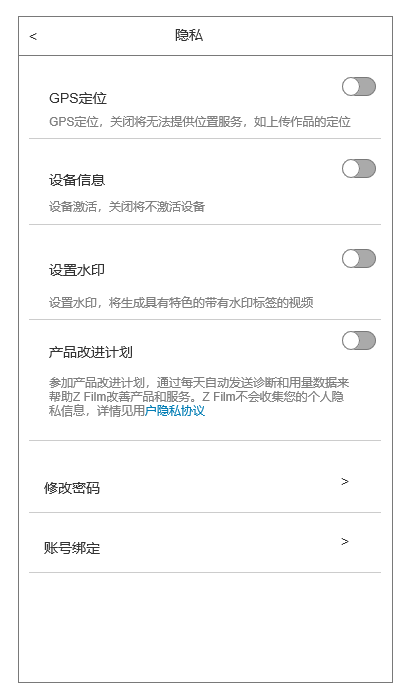 < 隐私
GPS定位
GPS定位，关闭将无法提供位置服务，如上传作品的定位
设备信息
设备激活，关闭将不激活设备
设置水印
设置水印，将生成具有特色的带有水印标签的视频
产品改进计划
参加产品改进计划，通过每天自动发送诊断和用量数据来
帮助Z Film改善产品和服务。Z Film不会收集您的个人隐
私信息，详情见用户隐私协议
修改密码 >
账号绑定 >